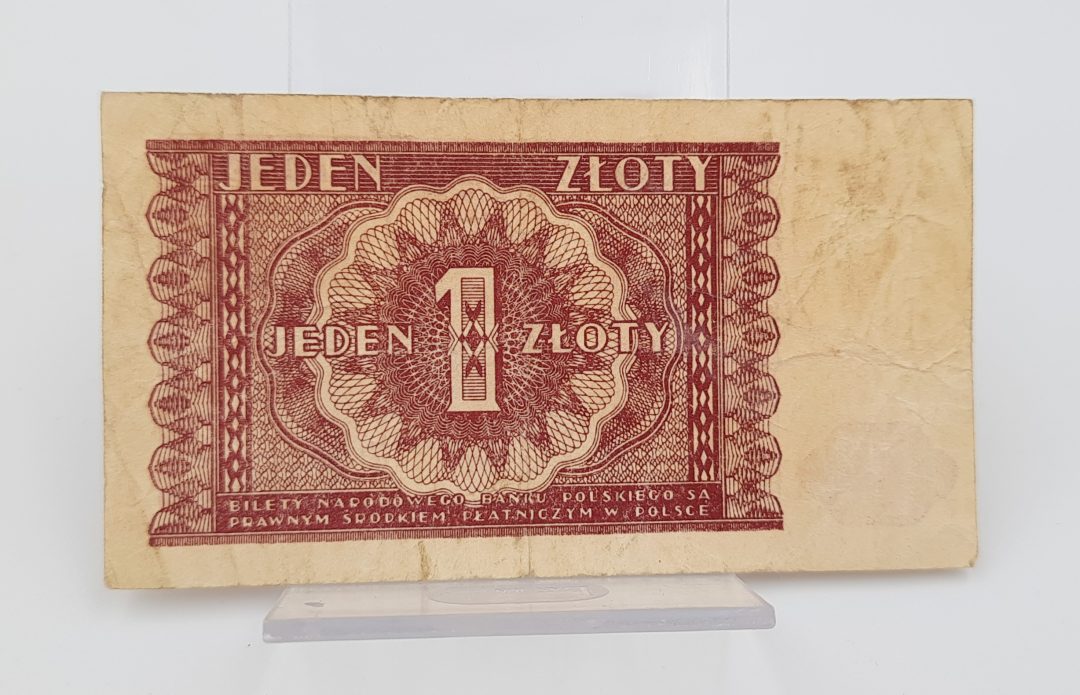 JEDEN ZŁOTY
JEDEN 1 ZŁOTY
BILETY NARODOWEGO BANKU POLSKIEGO SĄ
PRAWNYM ŚRODKIEM PŁATNICZYM W POLSCE